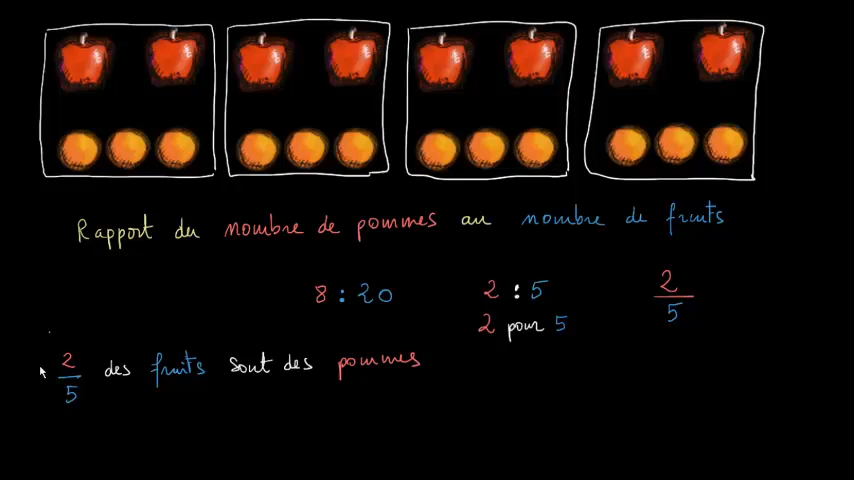 Rapport du nombre de pommes au nombre de fruits
8 : 20 2 : 5 2/5
2 pour 5
2/5 des fruits sont des pommes